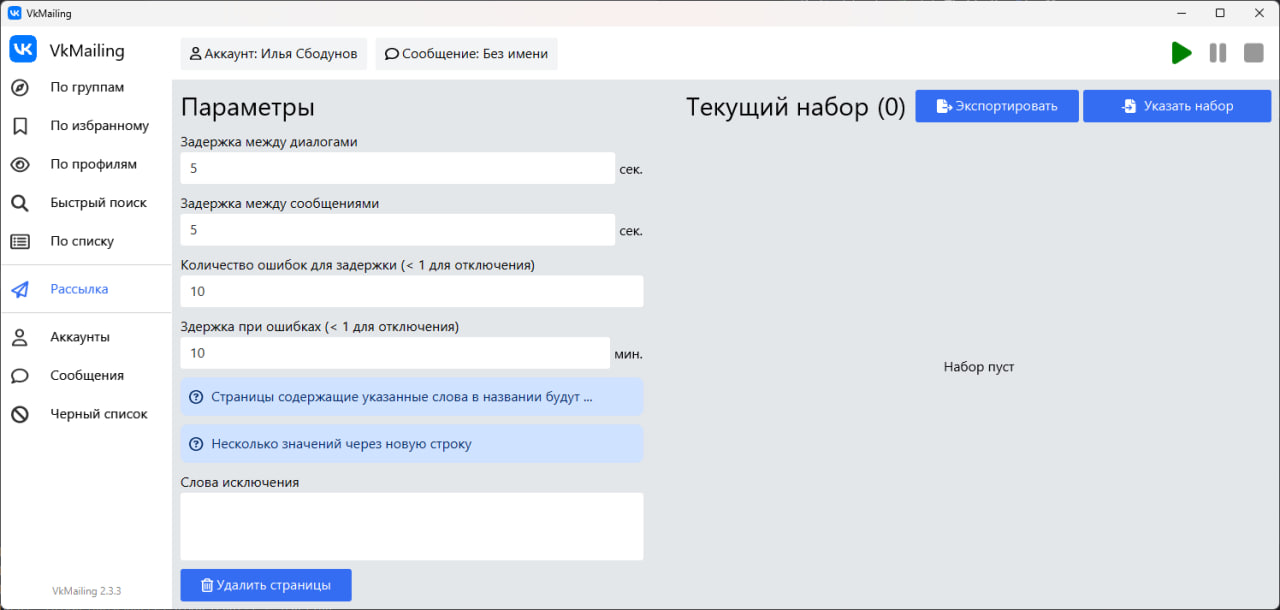 VkMailing
VkMailing
По группам
По избранному
По профилям
Быстрый поиск
По списку
Рассылка
Аккаунты
Сообщения
Черный список
VkMailing 2.3.3
Аккаунт: Илья Сбодунов
Сообщение: Без имени
Параметры
Задержка между диалогами
5 сек.
Задержка между сообщениями
5 сек.
Количество ошибок для задержки (< 1 для отключения)
10
Здержка при ошибках (< 1 для отключения)
10 мин.
Страницы содержащие указанные слова в названии будут ...
Несколько значений через новую строку
Слова исключения
Удалить страницы
Текущий набор (0)
Экспортировать
Указать набор
Набор пуст